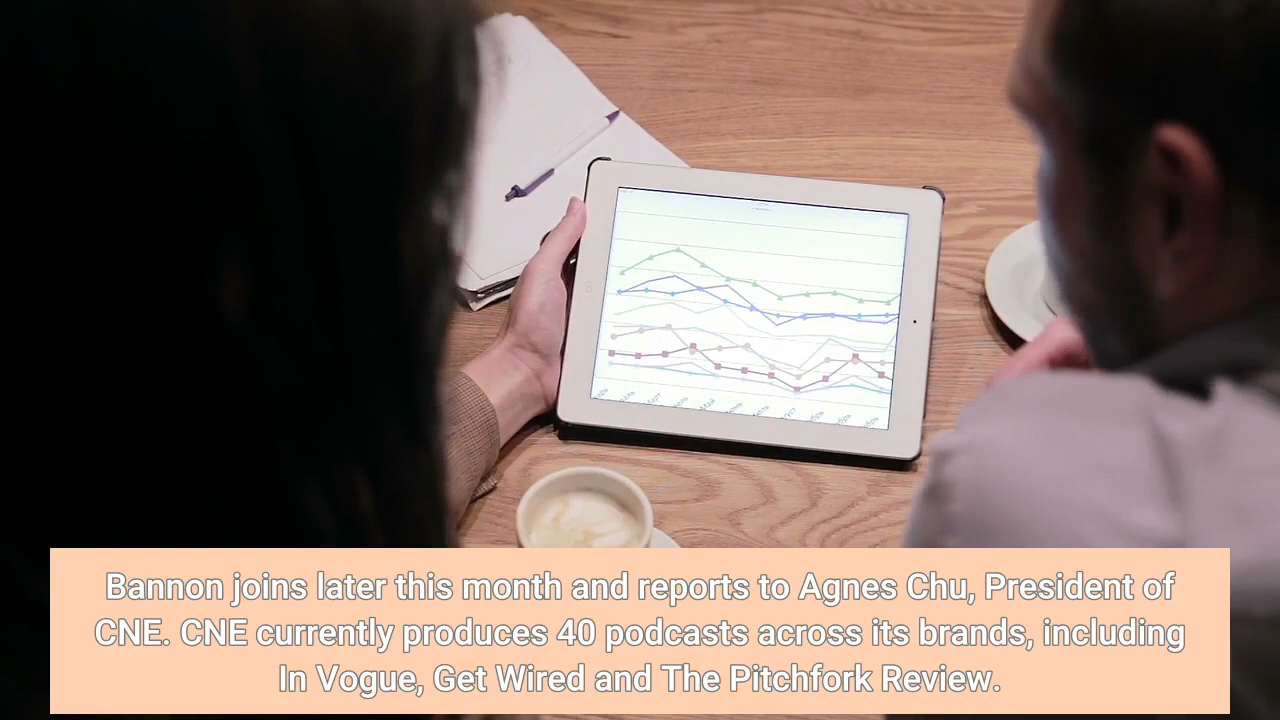 Bannon joins later this month and reports to Agnes Chu, President of
CNE. CNE currently produces 40 podcasts across its brands, including
In Vogue, Get Wired and The Pitchfork Review.